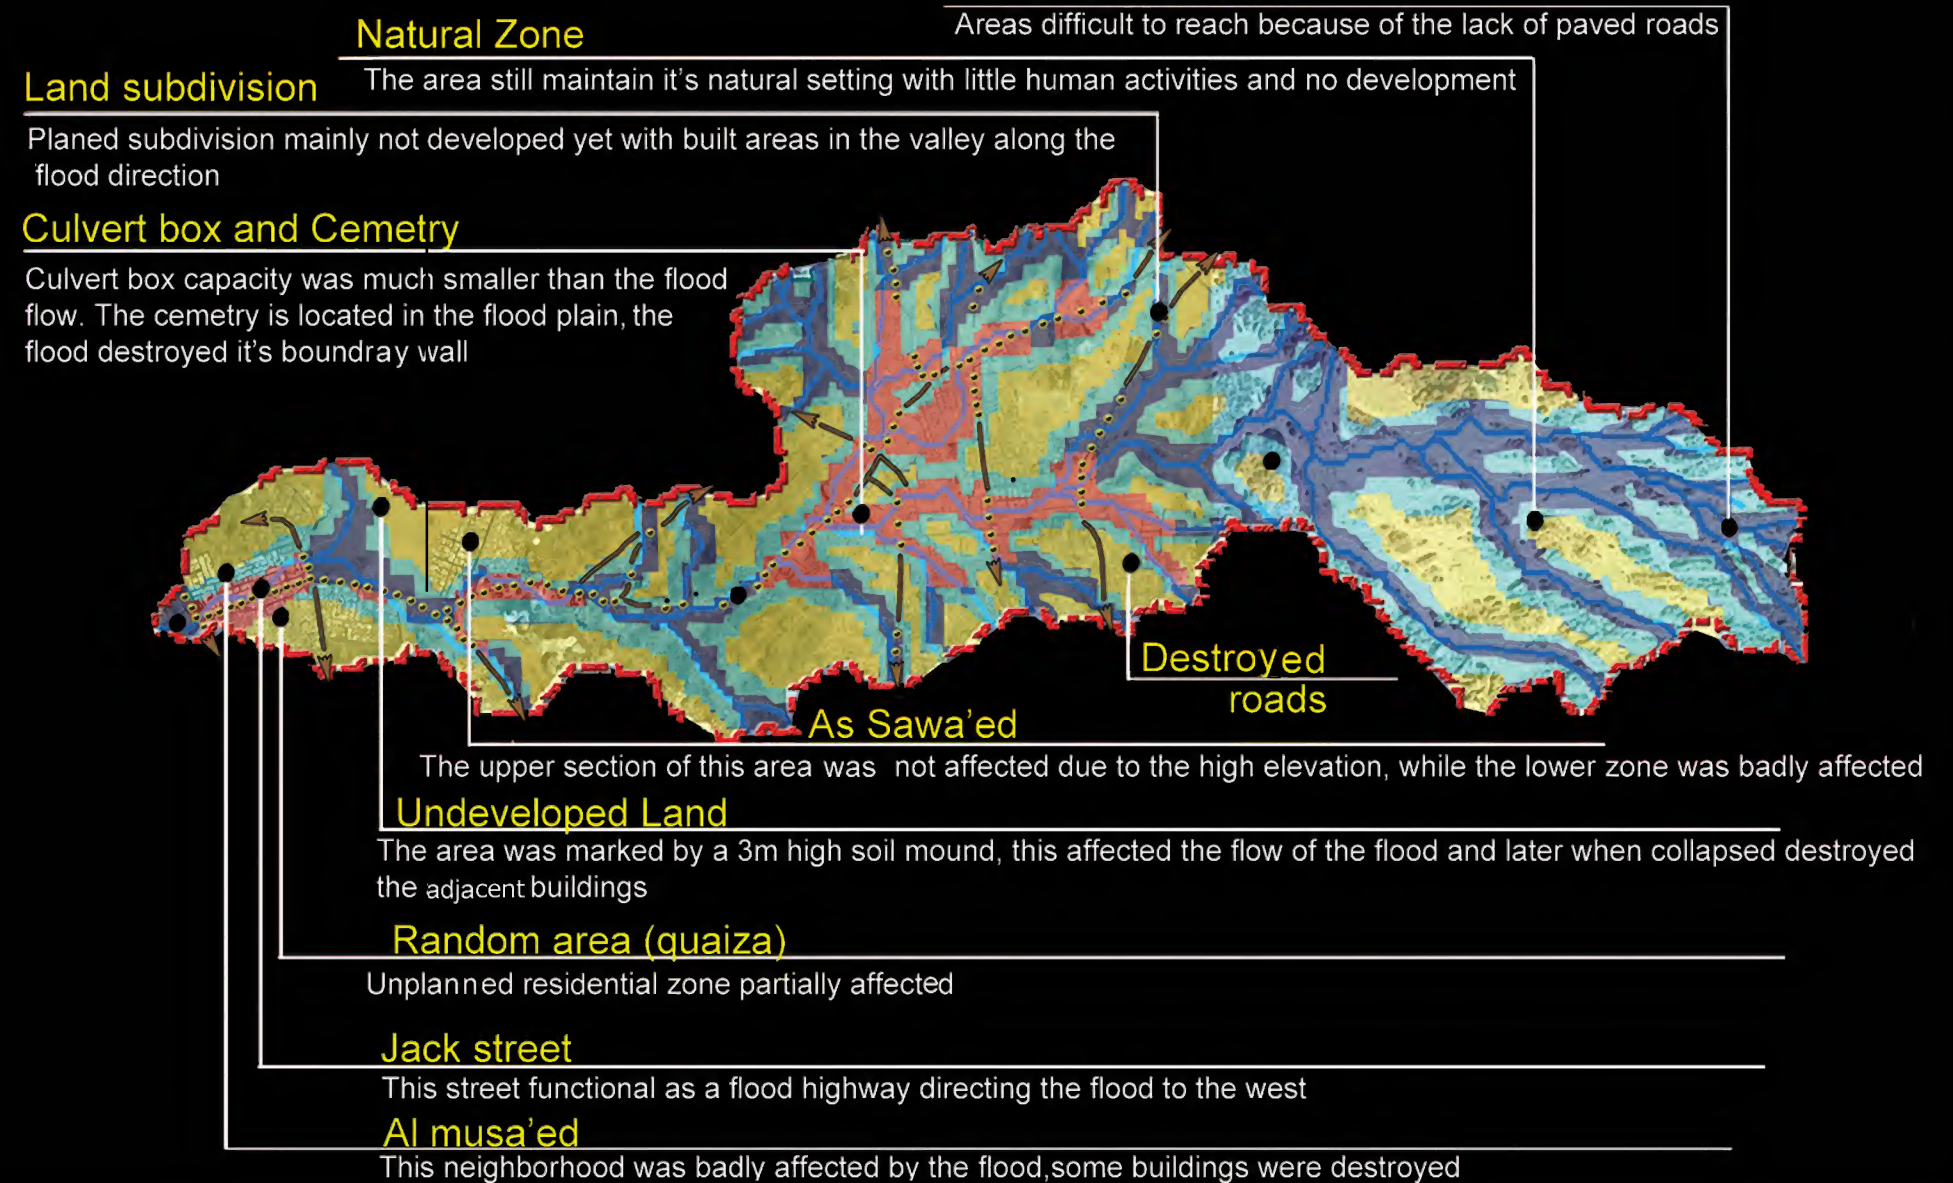 Areas difficult to reach because of the lack of paved roads
Natural Zone
The area still maintain it's natural setting with little human activities and no development
Land subdivision
Planed subdivision mainly not developed yet with built areas in the valley along the
flood direction
Culvert box and Cemetry
Culvert box capacity was much smaller than the flood
flow. The cemetry is located in the flood plain, the
flood destroyed it's boundray wall
Destroyed
roads
As Sawa'ed
The upper section of this area was not affected due to the high elevation, while the lower zone was badly affected
Undeveloped Land
The area was marked by a 3m high soil mound, this affected the flow of the flood and later when collapsed destroyed
the adjacent buildings
Random area (quaiza)
Unplanned residential zone partially affected
Jack street
This street functional as a flood highway directing the flood to the west
Al musa'ed
This neighborhood was badly affected by the flood,some buildings were destroyed